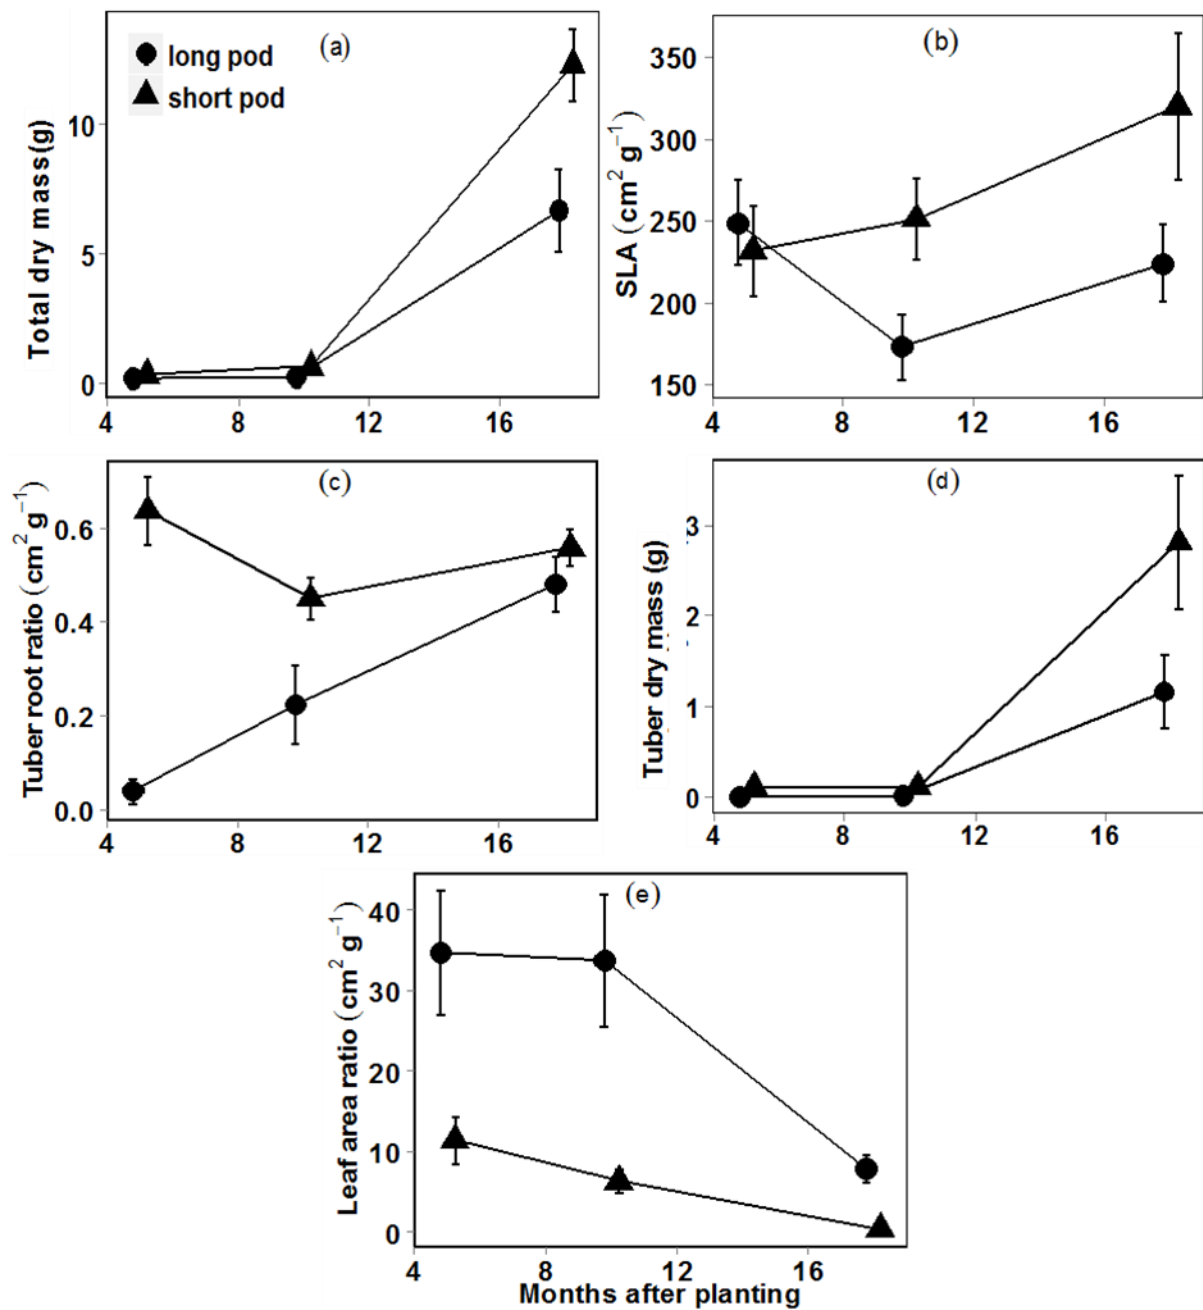 (a)
long pod
short pod
Total dry mass(g)
10
5
0
4 8 12 16
(b)
SLA (cm² g⁻¹)
350
300
250
200
150
4 8 12 16
(c)
Tuber root ratio (cm² g⁻¹)
0.6
0.4
0.2
0.0
4 8 12 16
(d)
Tuber dry mass (g)
3
2
1
0
4 8 12 16
(e)
Leaf area ratio (cm² g⁻¹)
40
30
20
10
0
4 8 12 16
Months after planting